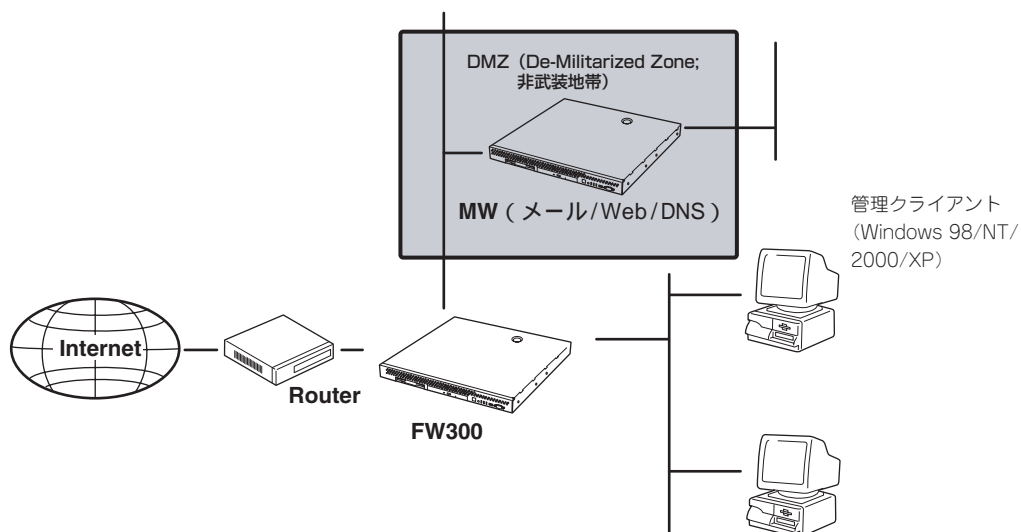 DMZ（De-Militarized Zone;
非武装地帯）
MW（メール/Web/DNS）
管理クライアント
（Windows 98/NT/
2000/XP）
Internet
Router
FW300